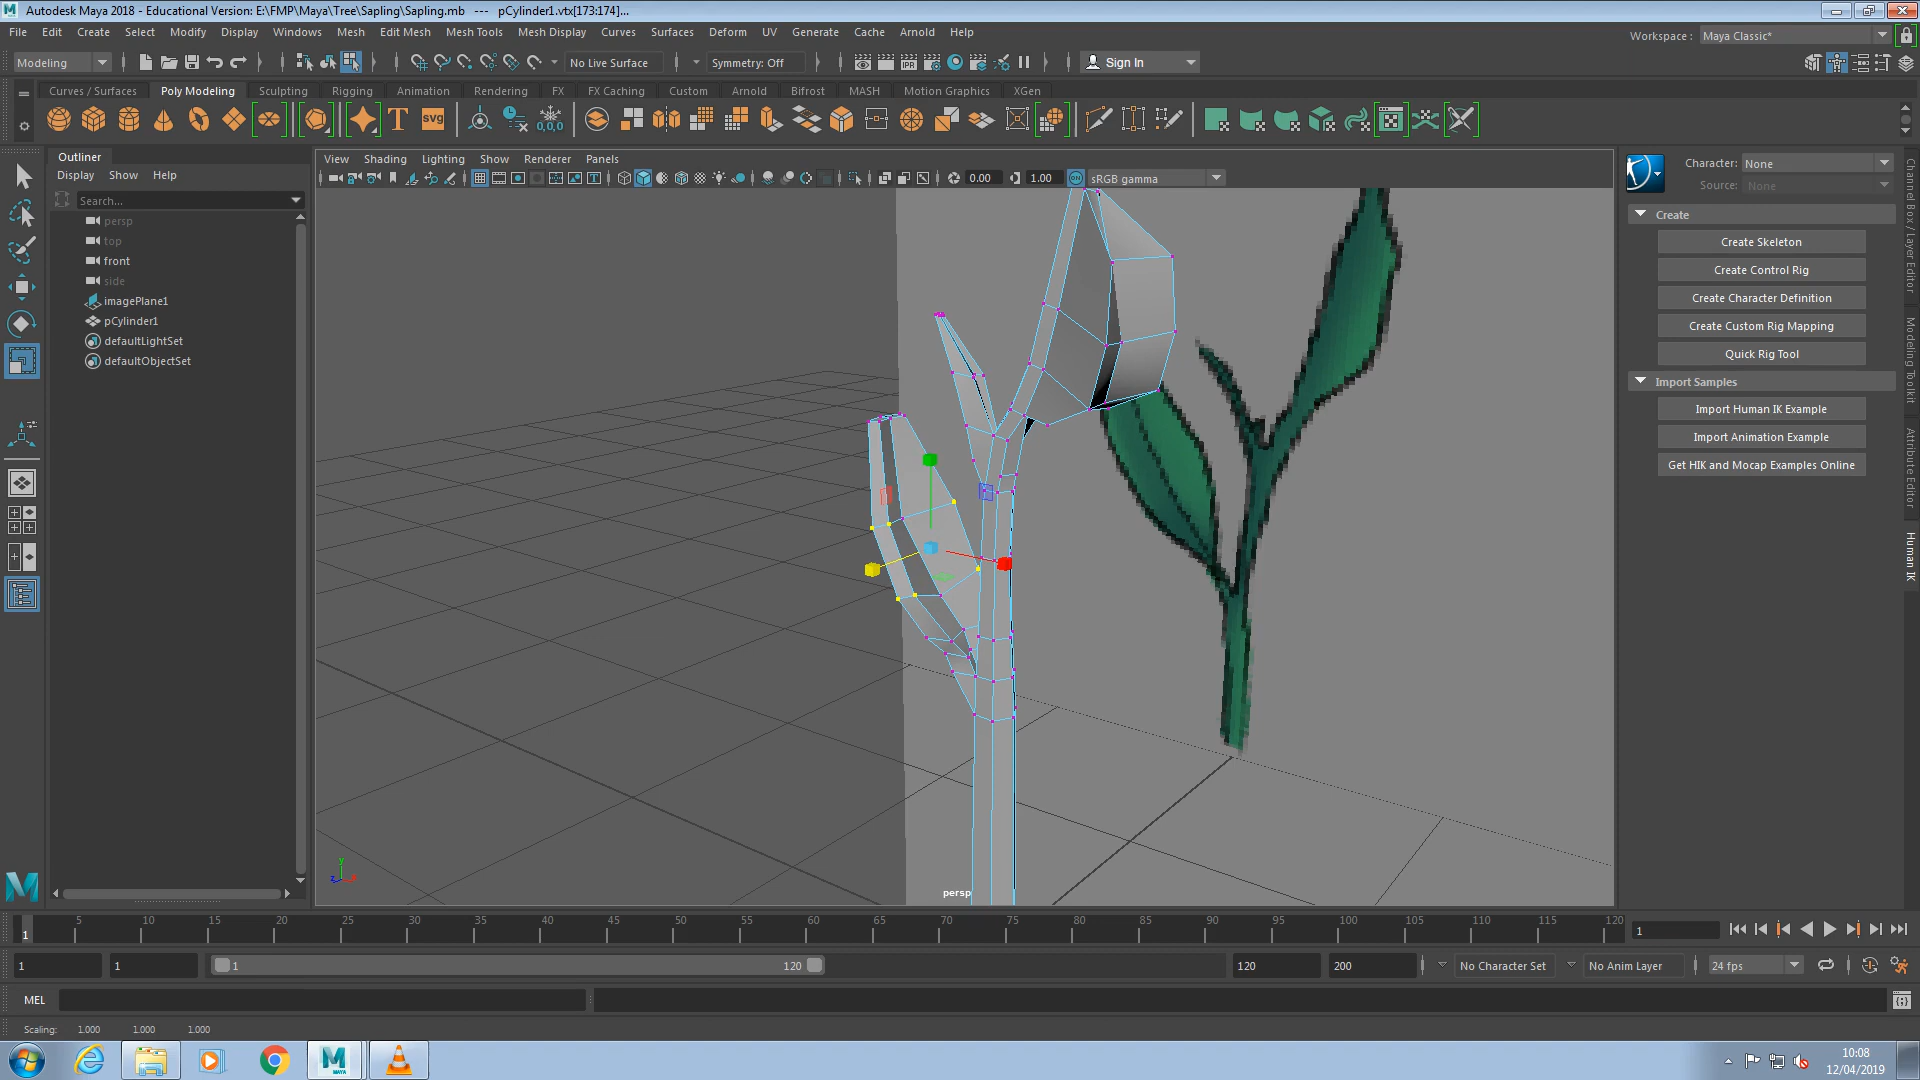 Autodesk Maya 2018 - Educational Version: E:\FMP\Maya\Tree\Sapling\Sapling.mb --- pCylinder1.vtx[173:174]...
File Edit Create Select Modify Display Windows Mesh Edit Mesh Mesh Tools Mesh Display Curves Surfaces Deform UV Generate Cache Arnold Help
Workspace : Maya Classic*
Modeling No Live Surface Symmetry: Off IPR Sign In
Curves / Surfaces Poly Modeling Sculpting Rigging Animation Rendering FX FX Caching Custom Arnold Bifrost MASH Motion Graphics XGen
T SVG 0,0,0
Outliner
Display Show Help
Search...
persp
top
front
side
imagePlane1
pCylinder1
defaultLightSet
defaultObjectSet
View Shading Lighting Show Renderer Panels
0.00 1.00 ON sRGB gamma
persp
y
z
Character: None
Source: None
Create
Create Skeleton
Create Control Rig
Create Character Definition
Create Custom Rig Mapping
Quick Rig Tool
Import Samples
Import Human IK Example
Import Animation Example
Get HIK and Mocap Examples Online
Channel Box / Layer Editor
Modeling Toolkit
Attribute Editor
Human IK
5 10 15 20 25 30 35 40 45 50 55 60 65 70 75 80 85 90 95 100 105 110 115 120
1 1
1 1 1 120 120 200 No Character Set No Anim Layer 24 fps
MEL
Scaling: 1.000 1.000 1.000
MAYA
10:08
12/04/2019